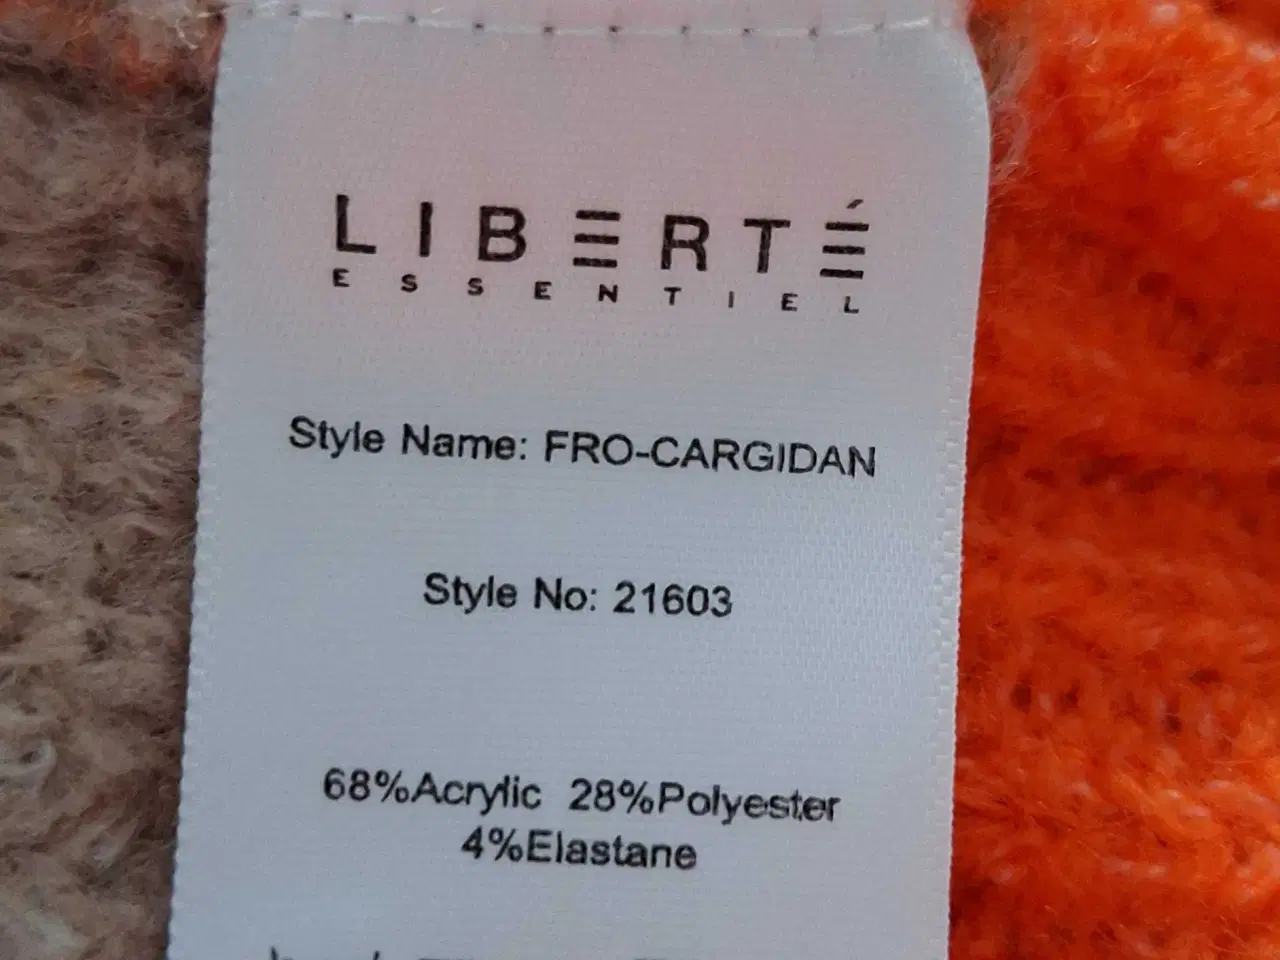 LIBERTÉ
ESSENTIEL
Style Name: FRO-CARGIDAN
Style No: 21603
68%Acrylic 28%Polyester
4%Elastane